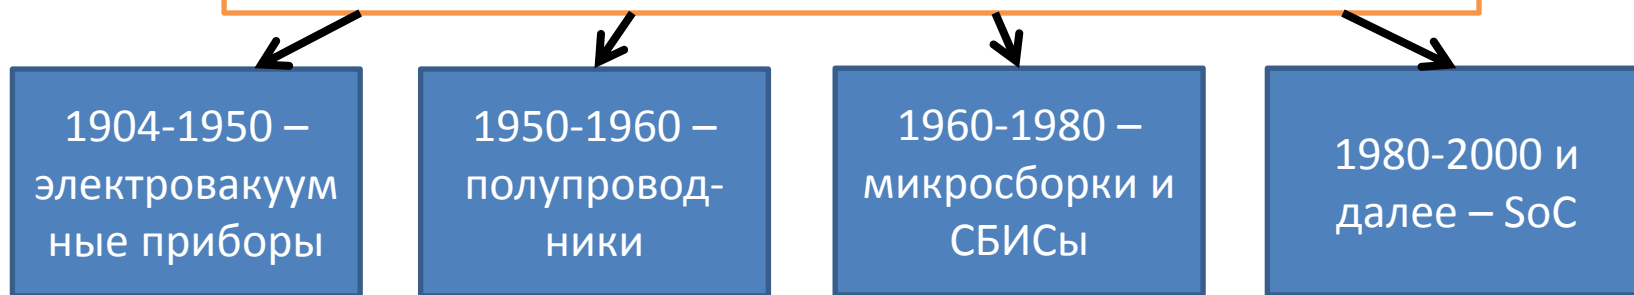 1904-1950 –
электровакуум
ные приборы
1950-1960 –
полупровод-
ники
1960-1980 –
микросборки и
СБИСы
1980-2000 и
далее – SoC